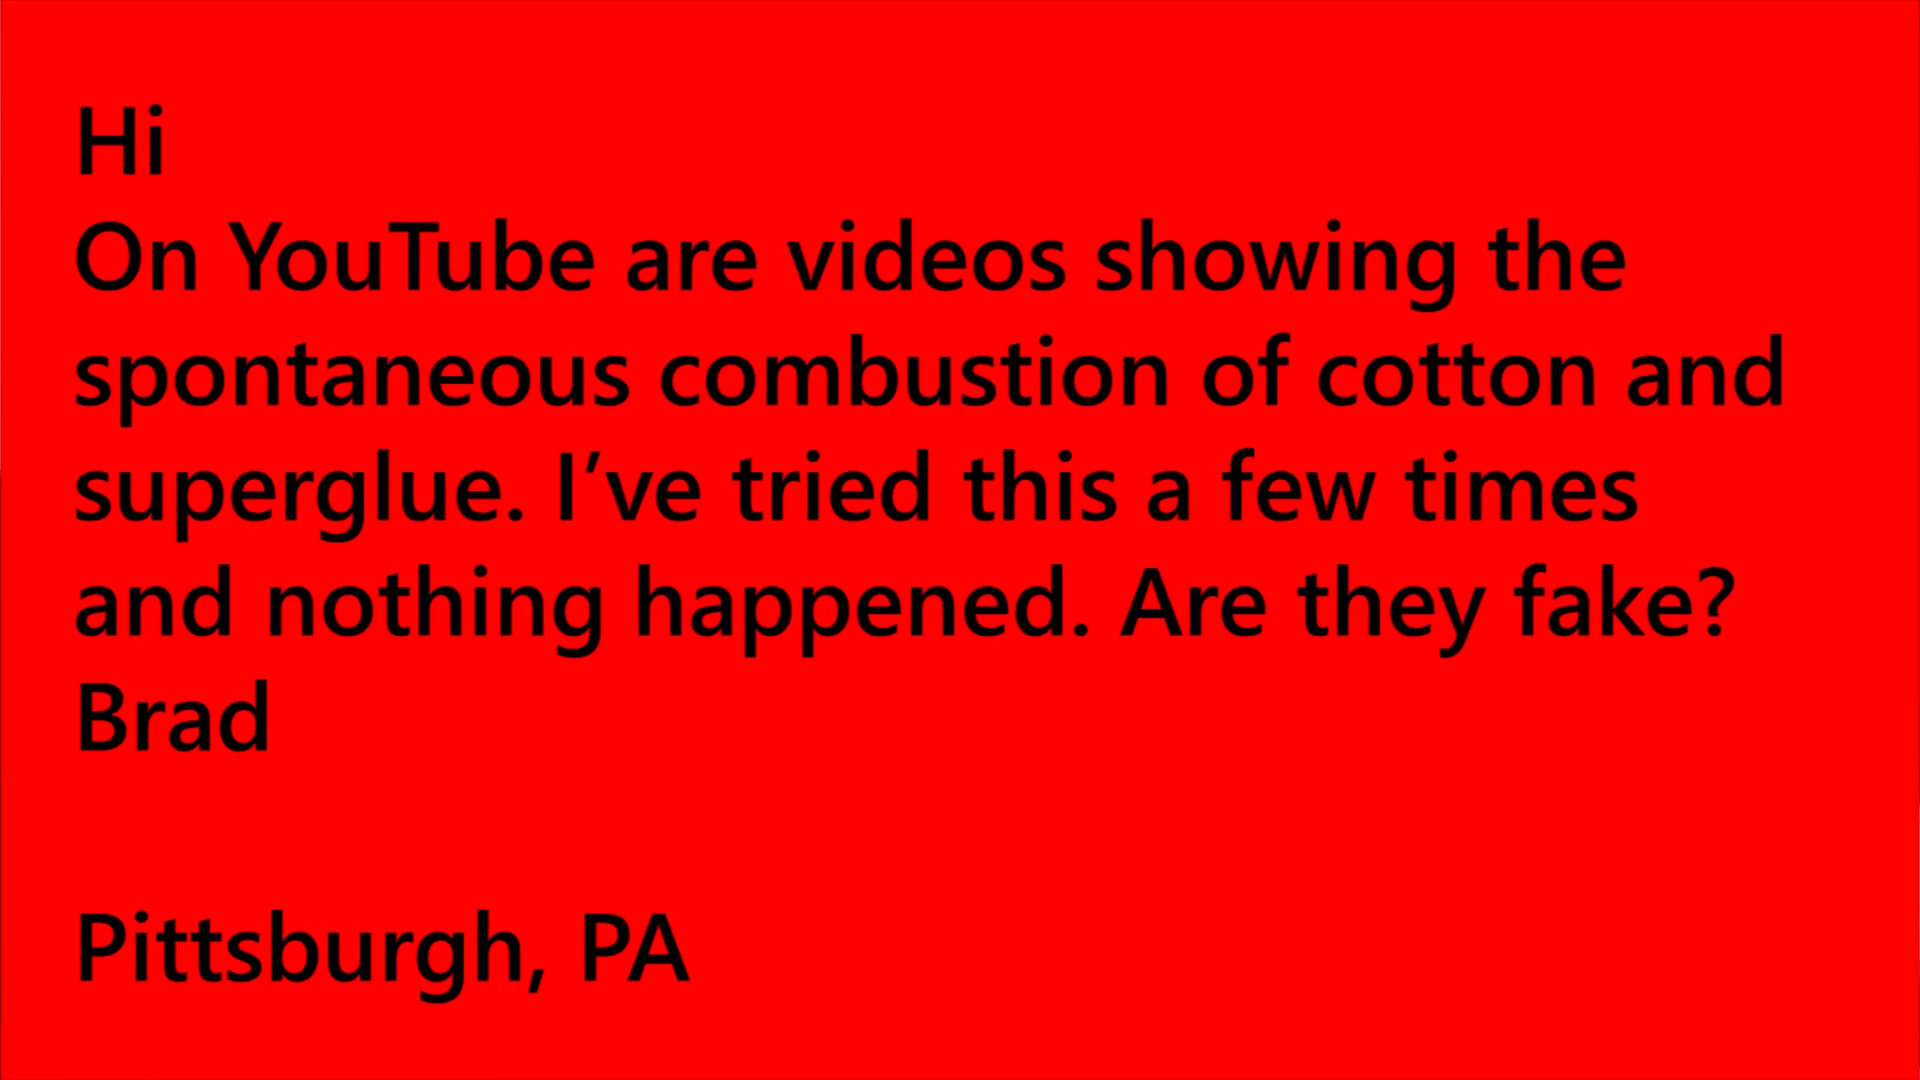 Hi
On YouTube are videos showing the
spontaneous combustion of cotton and
superglue. I’ve tried this a few times
and nothing happened. Are they fake?
Brad
Pittsburgh, PA